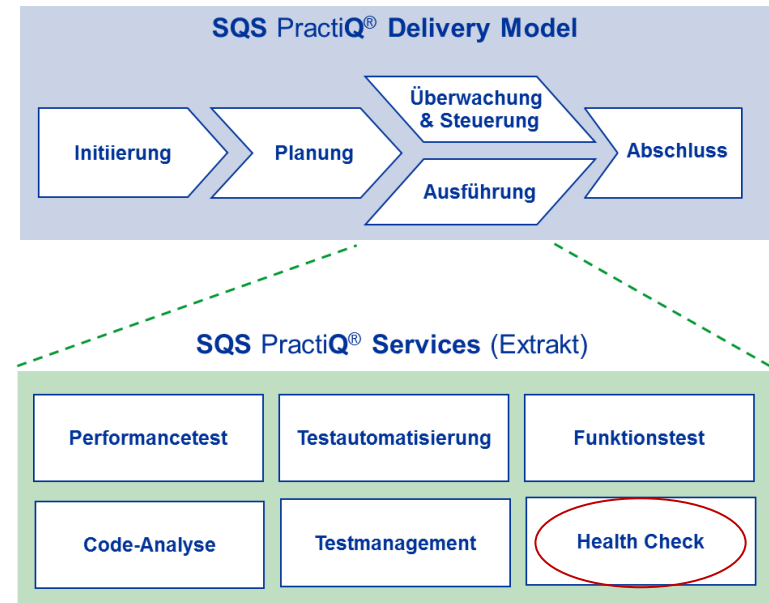 SQS PractiQ® Delivery Model
Initiierung
Planung
Überwachung
& Steuerung
Ausführung
Abschluss
SQS PractiQ® Services (Extrakt)
Performancetest
Testautomatisierung
Funktionstest
Code-Analyse
Testmanagement
Health Check